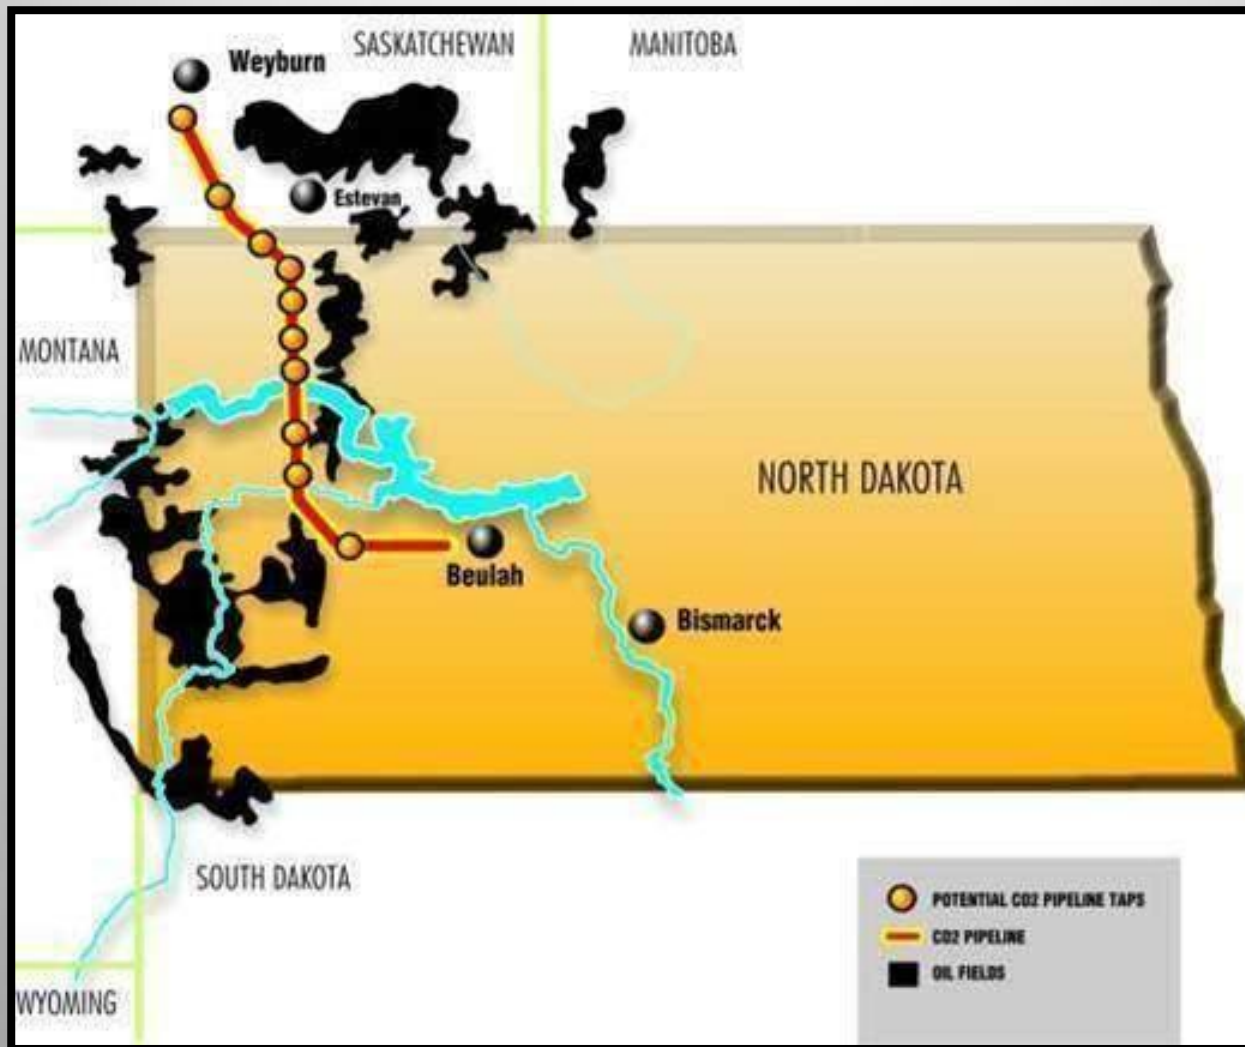 SASKATCHEWAN
MANITOBA
Weyburn
Estevan
MONTANA
NORTH DAKOTA
Beulah
Bismarck
SOUTH DAKOTA
POTENTIAL CO2 PIPELINE TAPS
CO2 PIPELINE
OIL FIELDS
WYOMING